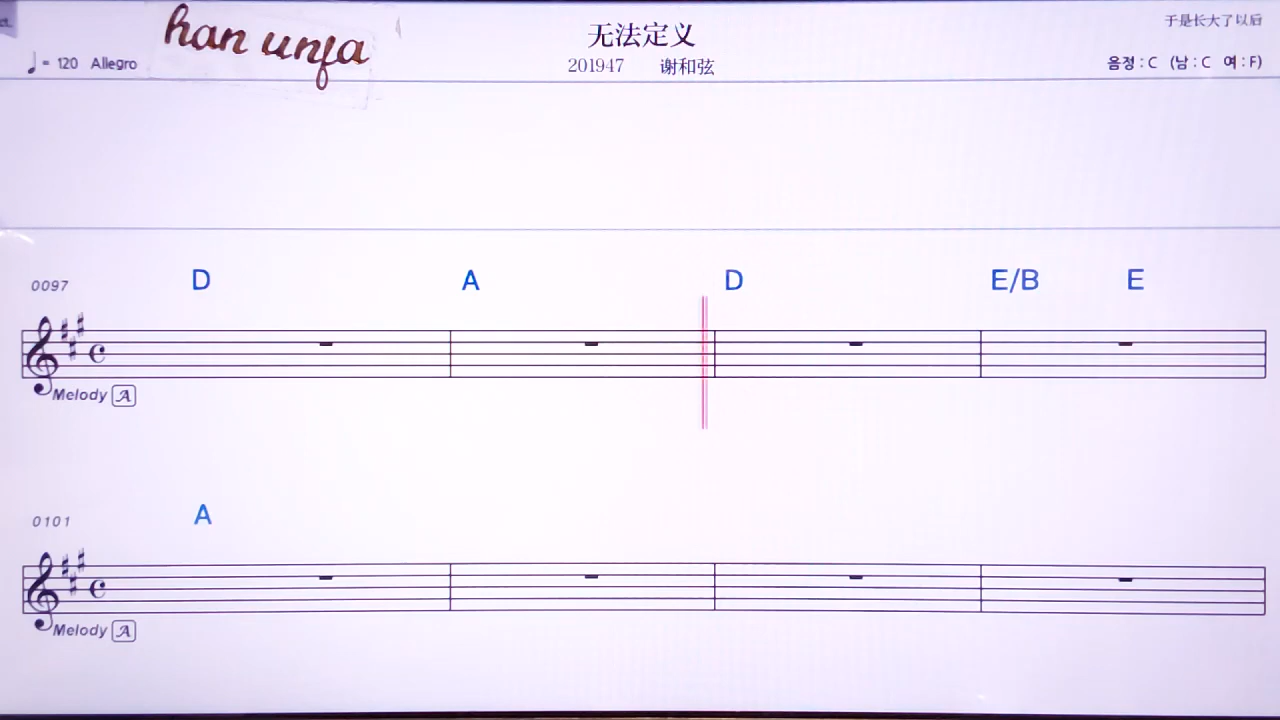 han unfa
无法定义
于是长大了以后
♩= 120 Allegro
201947 谢和弦
음정 : C (남 : C 여 : F)
0097 D A D E/B E
Melody A
0101 A
Melody A